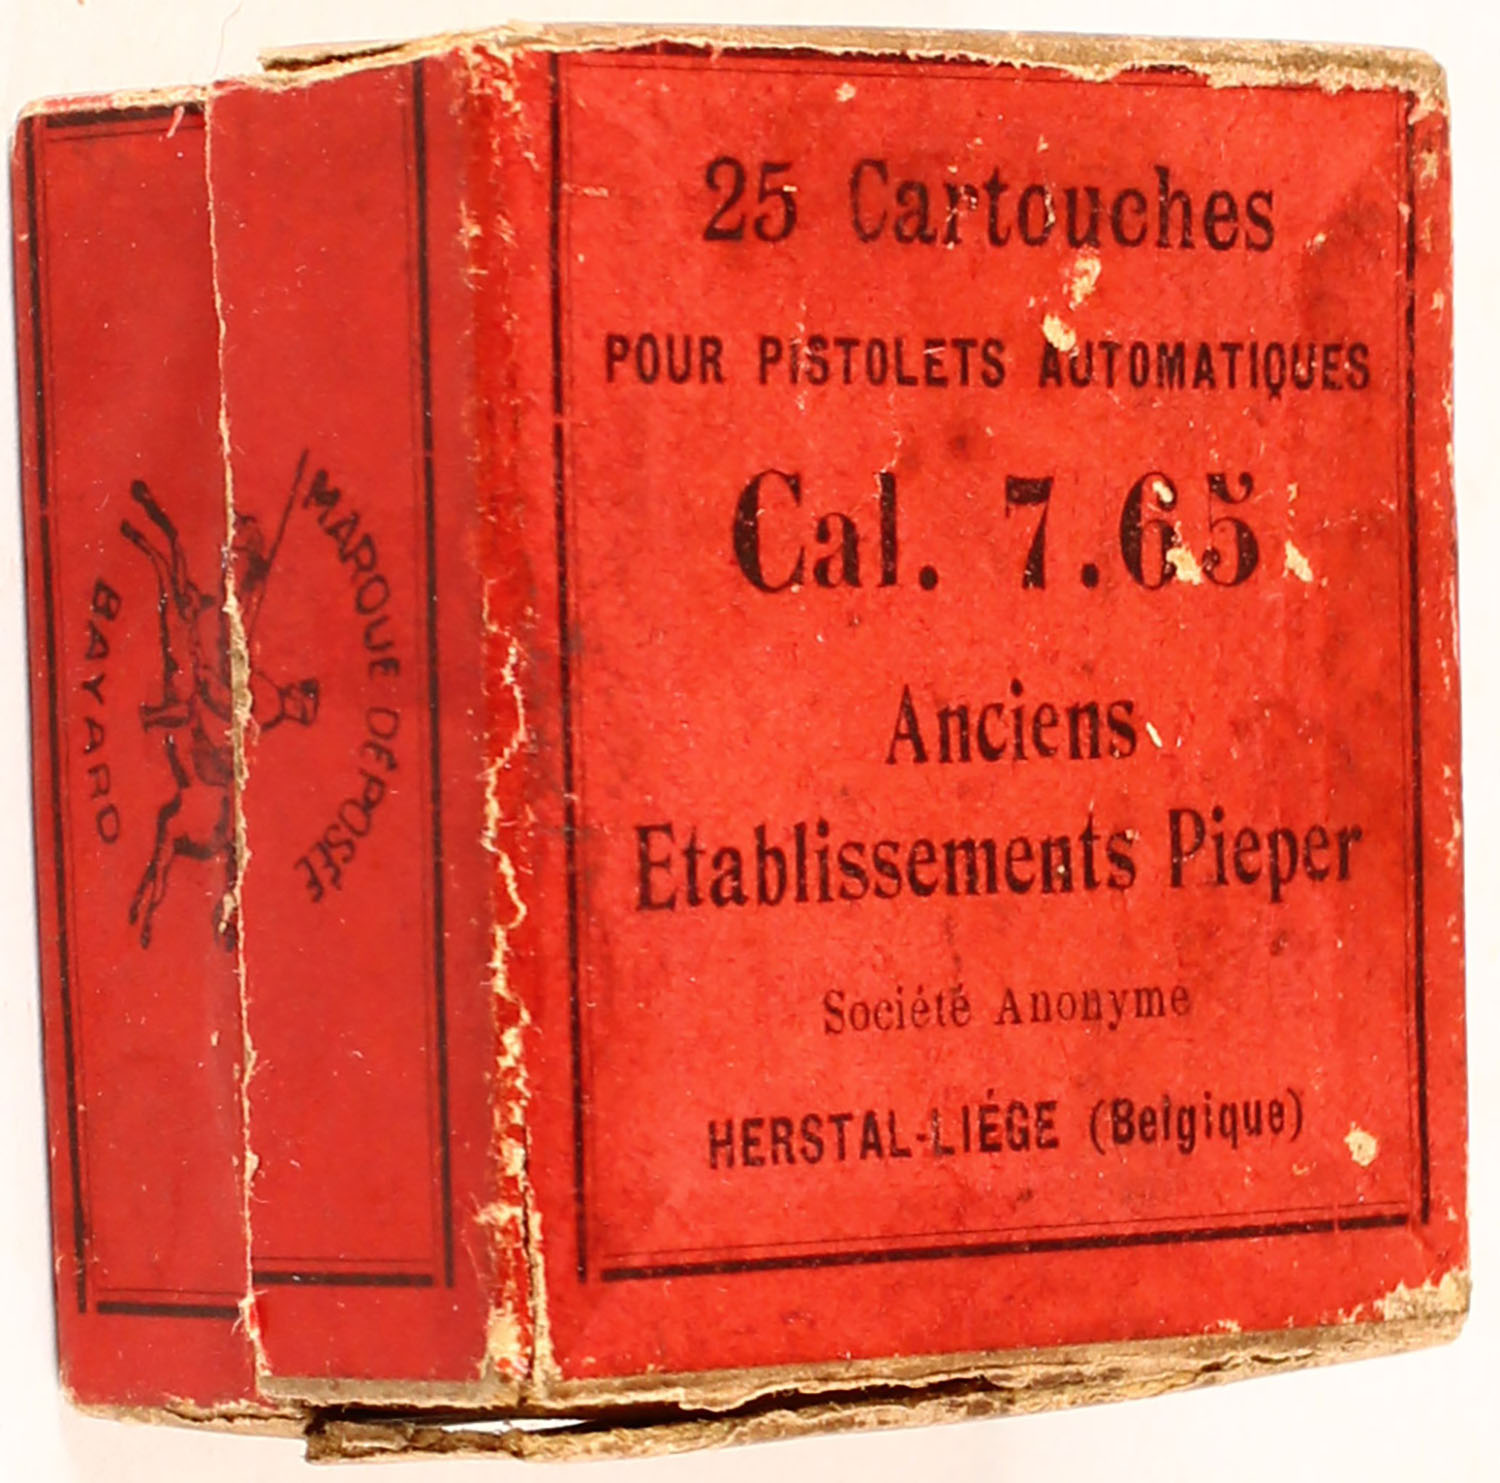 25 Cartouches
POUR PISTOLETS AUTOMATIQUES
Cal. 7.65
Anciens
Etablissements Pieper
Société Anonyme
HERSTAL-LIÉGE (Belgique)
MARQUE DÉPOSÉE
BAYARD